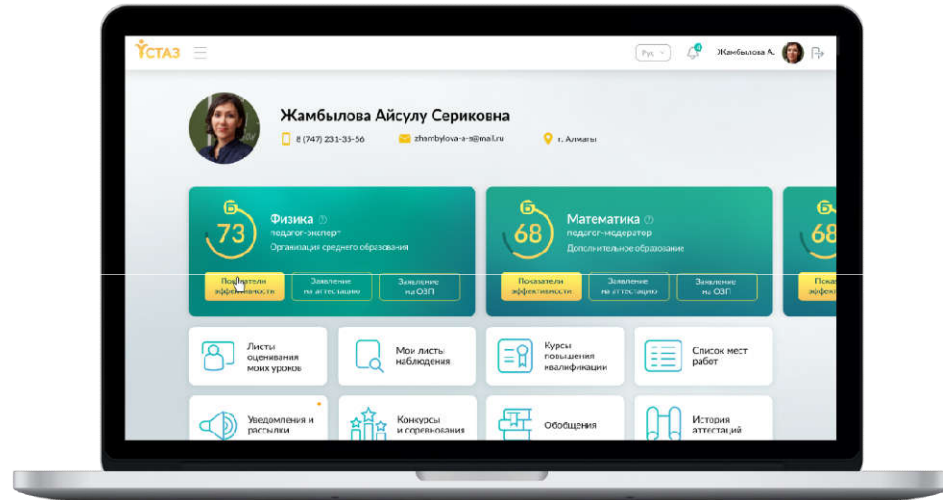 ҰСТАЗ
Рус
Жамбылова А.
Жамбылова Айсулу Сериковна
8 (747) 231-35-56
zhambylova-a-s@mail.ru
г. Алматы
Б
73
Физика
педагог-эксперт
Организация среднего образования
Показатели
эффективности
Заявление
на аттестацию
Заявление
на ОЗП
Б
68
Математика
педагог-модератор
Дополнительное образование
Показатели
эффективности
Заявление
на аттестацию
Заявление
на ОЗП
Б
68
Листы
оценивания
моих уроков
Мои листы
наблюдения
Курсы
повышения
квалификации
Список мест
работ
Уведомления и
рассылки
Конкурсы
и соревнования
Обобщения
История
аттестаций